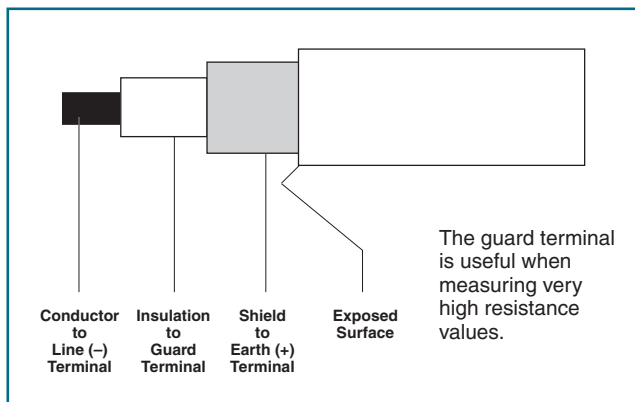 The guard terminal
is useful when
measuring very
high resistance
values.
Conductor
to
Line (–)
Terminal
Insulation
to
Guard
Terminal
Shield
to
Earth (+)
Terminal
Exposed
Surface